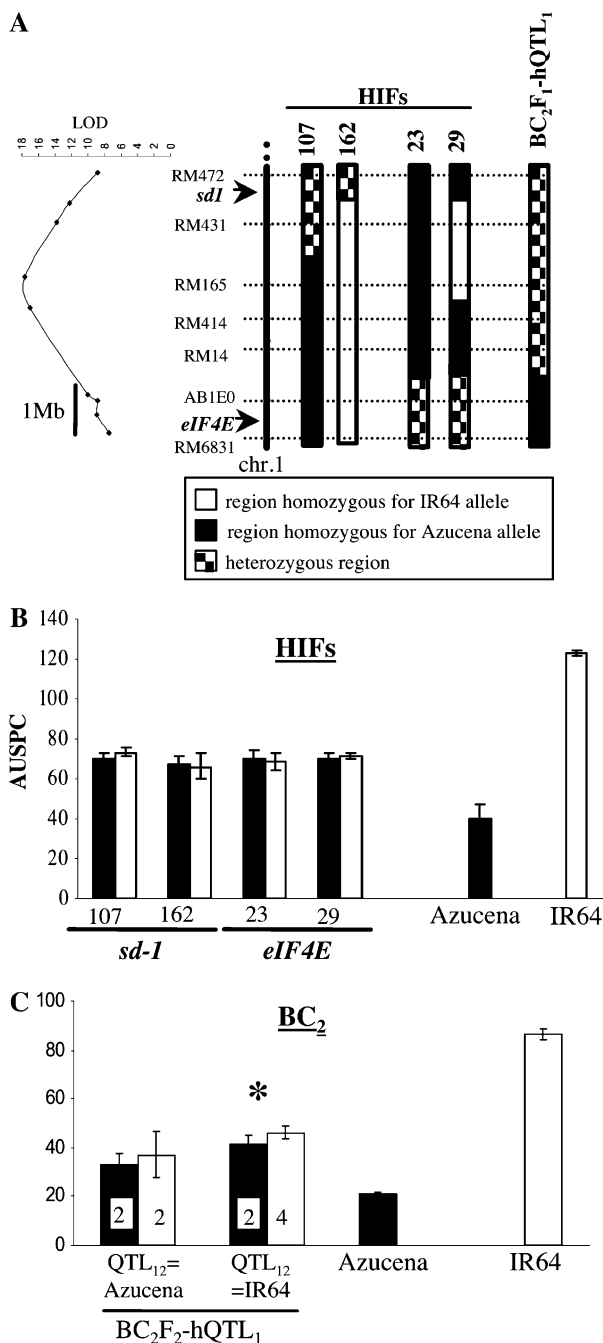 A
LOD
18 16 14 12 10 8 6 4 2 0
1Mb
HIFs
107 162 23 29 BC2F1-hQTL1
RM472
sd1
RM431
RM165
RM414
RM14
AB1E0
eIF4E
RM6831
chr.1
region homozygous for IR64 allele
region homozygous for Azucena allele
heterozygous region
B
HIFs
AUSPC
140
120
100
80
60
40
20
0
107 162 23 29
Azucena IR64
sd-1 eIF4E
C
BC2
100
80
60
40
20
0
*
2 2 2 4
QTL12= QTL12 Azucena IR64
Azucena =IR64
BC2F2-hQTL1